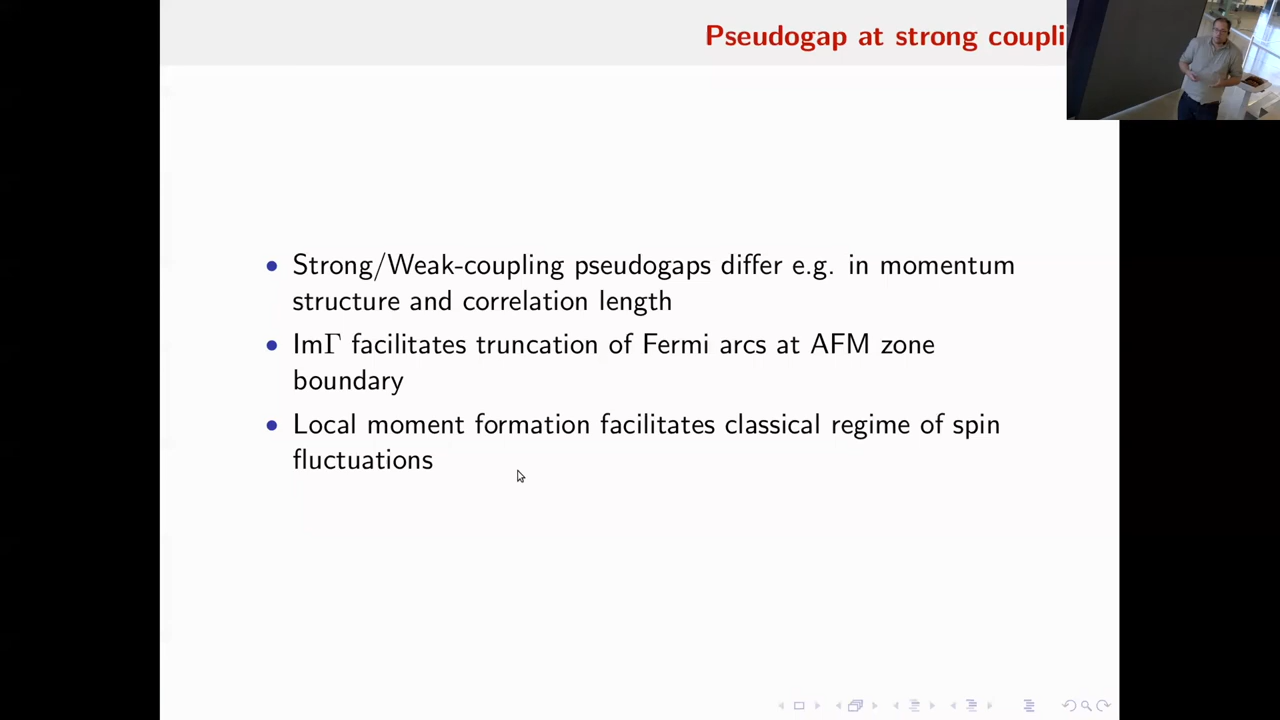 Pseudogap at strong coupli
• Strong/Weak-coupling pseudogaps differ e.g. in momentum
structure and correlation length
• ImΓ facilitates truncation of Fermi arcs at AFM zone
boundary
• Local moment formation facilitates classical regime of spin
fluctuations